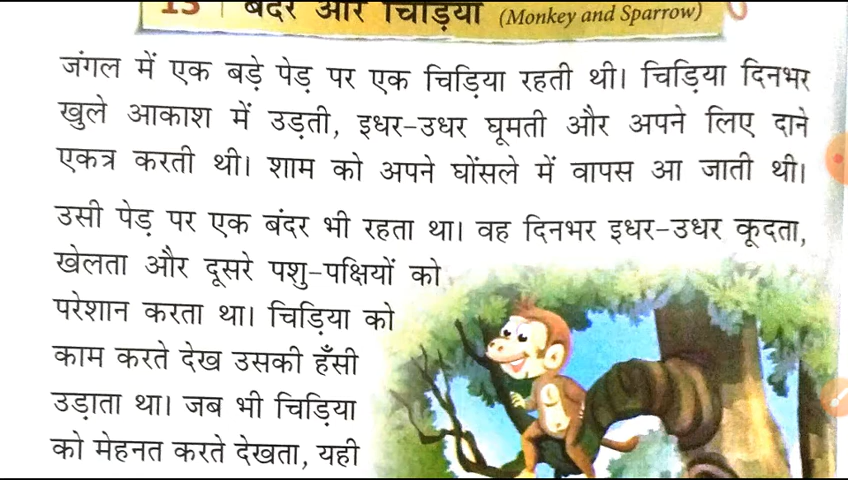 13 बंदर और चिड़िया (Monkey and Sparrow)
जंगल में एक बड़े पेड़ पर एक चिड़िया रहती थी। चिड़िया दिनभर
खुले आकाश में उड़ती, इधर-उधर घूमती और अपने लिए दाने
एकत्र करती थी। शाम को अपने घोंसले में वापस आ जाती थी।
उसी पेड़ पर एक बंदर भी रहता था। वह दिनभर इधर-उधर कूदता,
खेलता और दूसरे पशु-पक्षियों को
परेशान करता था। चिड़िया को
काम करते देख उसकी हँसी
उड़ाता था। जब भी चिड़िया
को मेहनत करते देखता, यही